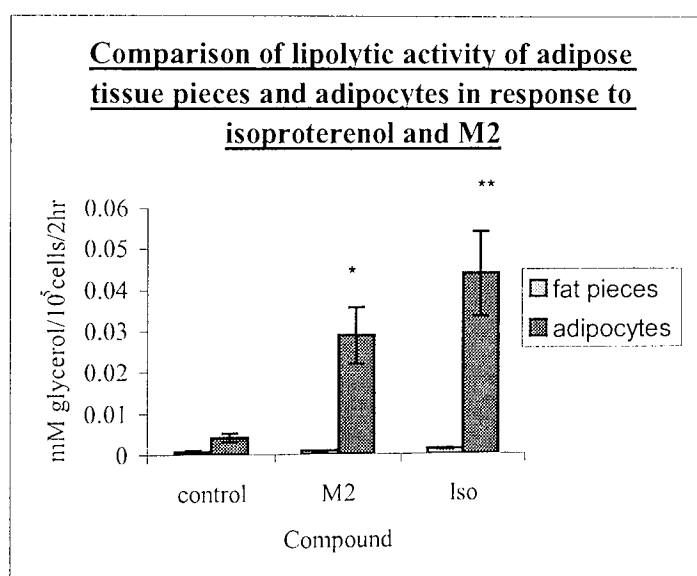 Comparison of lipolytic activity of adipose
tissue pieces and adipocytes in response to
isoproterenol and M2
mM glycerol/10⁵cells/2hr
0.06
0.05
0.04
0.03
0.02
0.01
0
*
**
fat pieces
adipocytes
control
M2
Iso
Compound